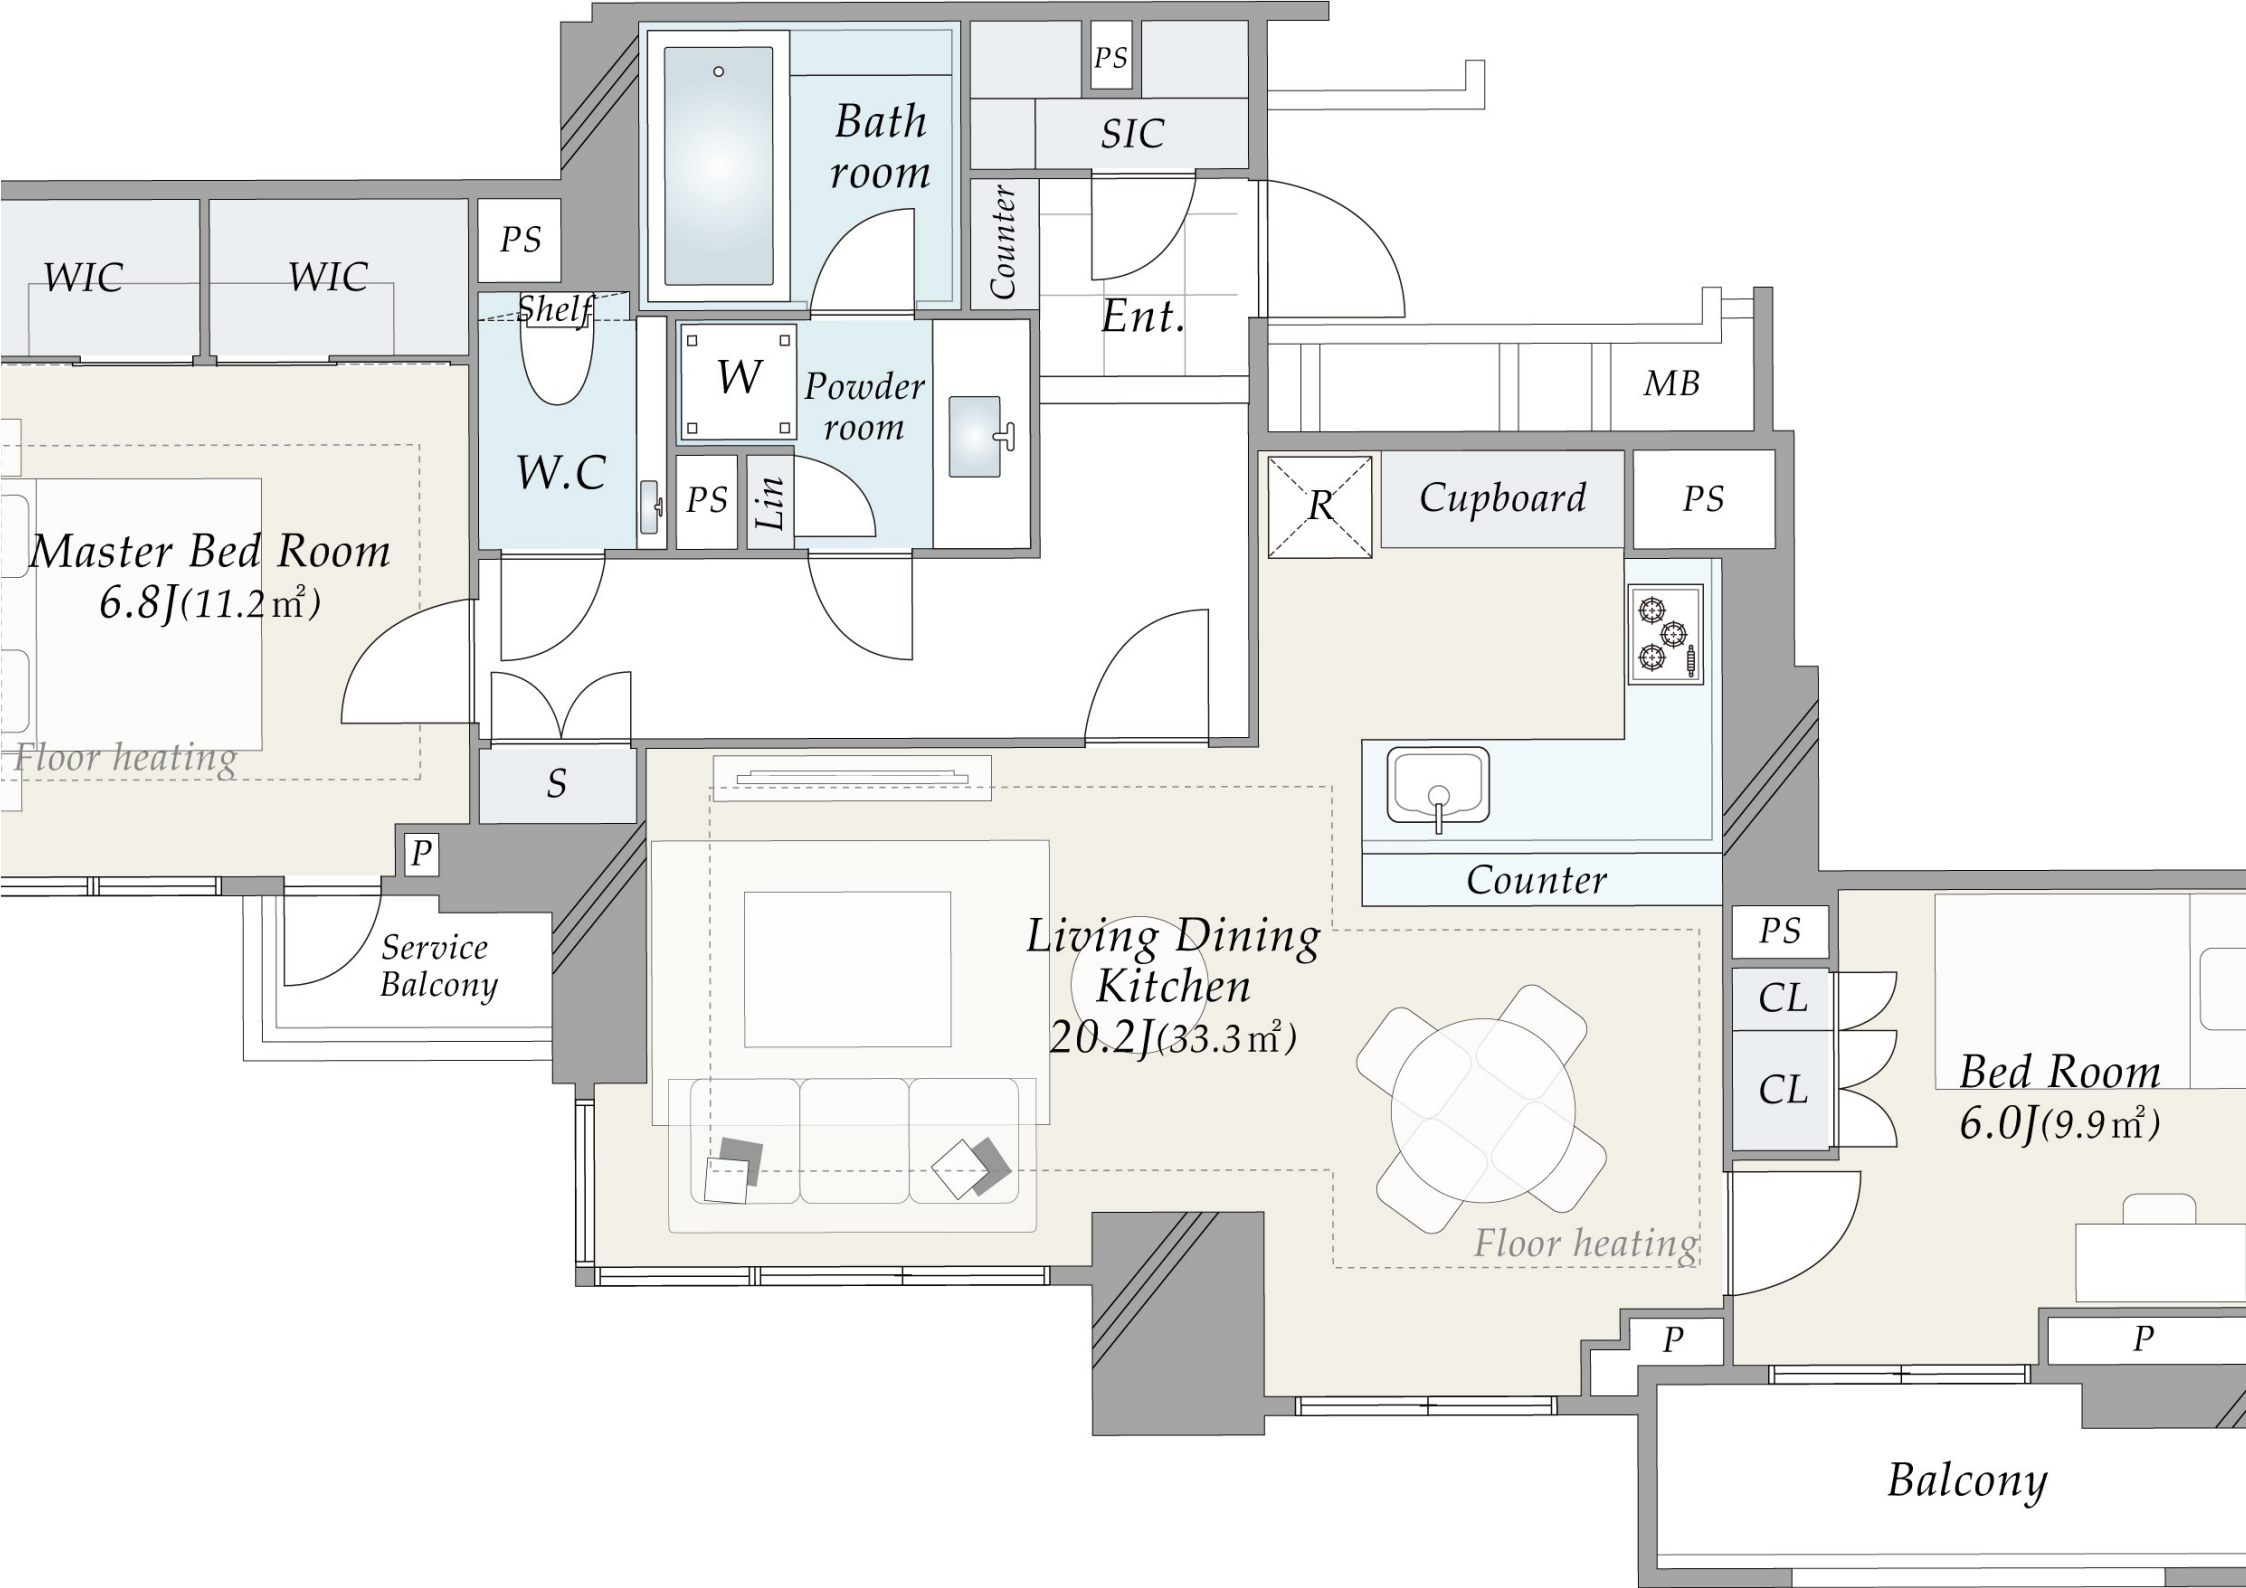 PS
Bath
room
SIC
Counter
PS
WIC
WIC
Shelf
Ent.
W
Powder
room
MB
W.C
PS
Lin
R
Cupboard
PS
Master Bed Room
6.8J(11.2㎡)
Floor heating
S
P
Service
Balcony
Counter
Living Dining
Kitchen
20.2J(33.3㎡)
PS
CL
CL
Bed Room
6.0J(9.9㎡)
Floor heating
P
P
Balcony